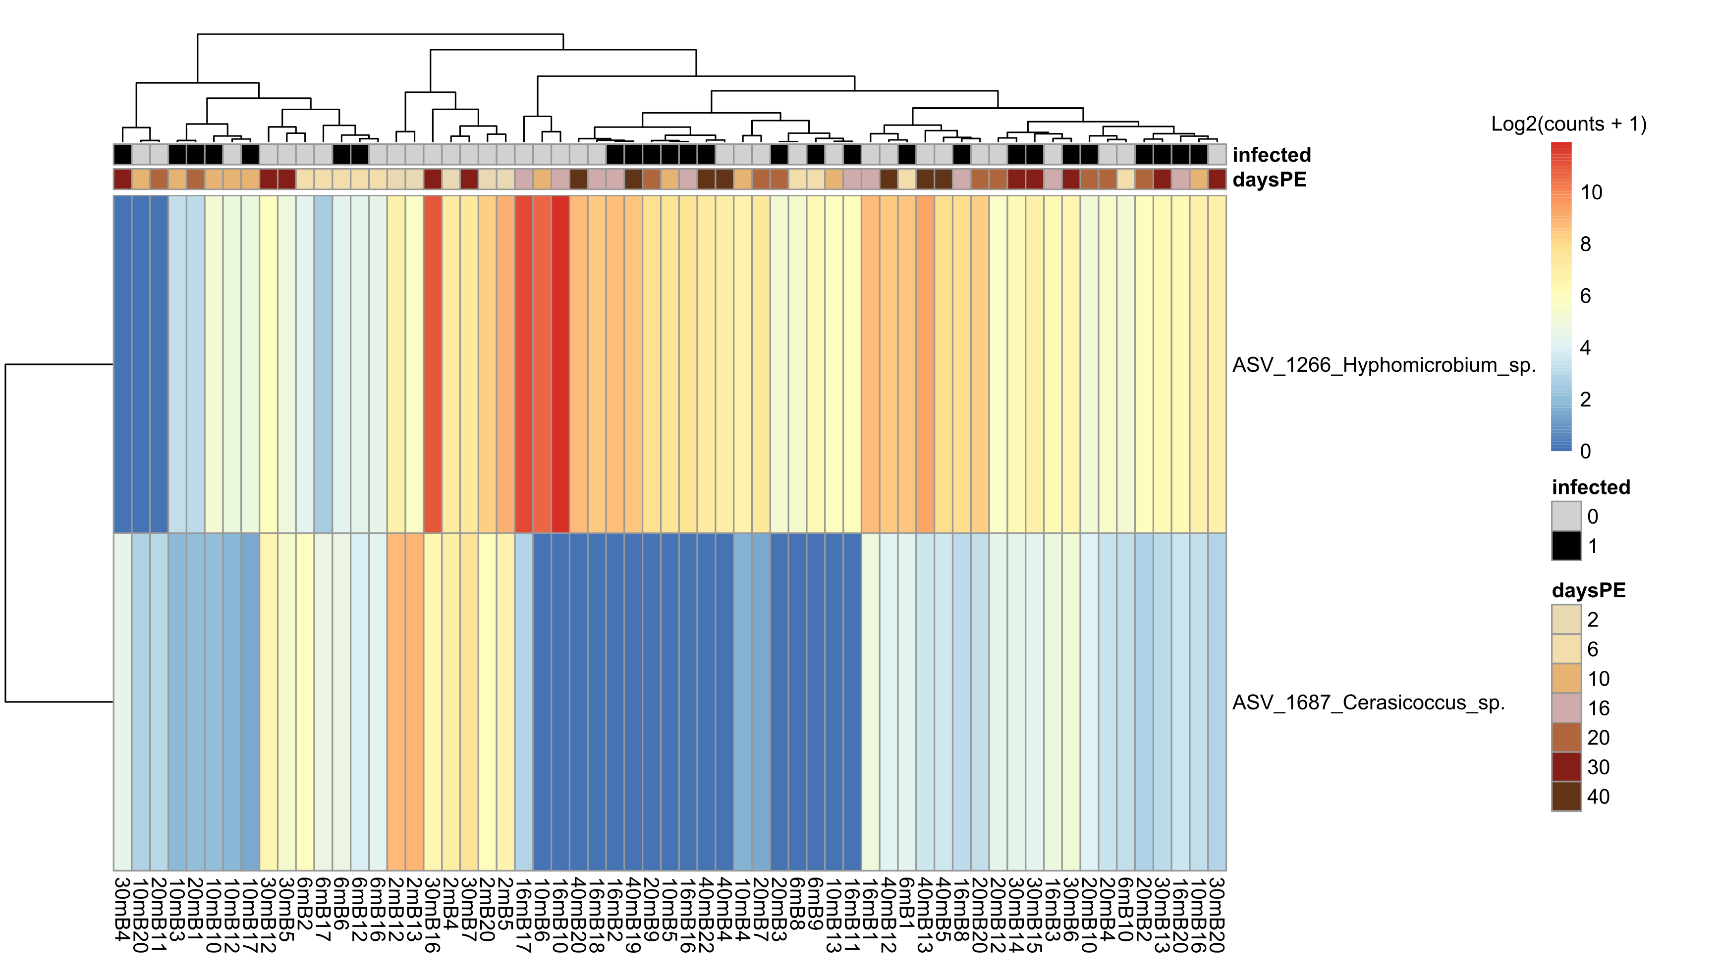 Log2(counts + 1)
infected
daysPE
10
8
6
4
2
0
ASV_1266_Hyphomicrobium_sp.
ASV_1687_Cerasicoccus_sp.
infected
0
1
daysPE
2
6
10
16
20
30
40
30mB4
10mB20
20mB11
10mB3
20mB1
10mB10
10mB12
10mB17
30mB12
30mB5
6mB2
6mB17
6mB6
6mB12
6mB16
2mB12
2mB13
30mB16
2mB4
30mB7
2mB20
2mB5
16mB17
10mB6
16mB10
40mB20
16mB18
16mB2
40mB19
20mB9
10mB5
16mB16
40mB22
40mB4
10mB4
20mB7
20mB3
6mB8
6mB9
10mB13
16mB11
16mB1
40mB12
6mB1
40mB13
40mB5
16mB8
20mB20
20mB12
30mB14
30mB15
16mB3
30mB6
20mB10
20mB4
6mB10
20mB2
30mB13
16mB20
10mB16
30mB20